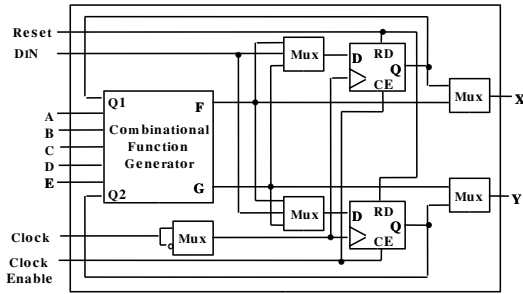 Reset
DIN
Mux
D
RD
Q
CE
Mux
X
Q1
F
A
B
C
D
E
Combinational
Function
Generator
G
Q2
Mux
Y
Mux
D
RD
Q
CE
Clock
Mux
Clock
Enable